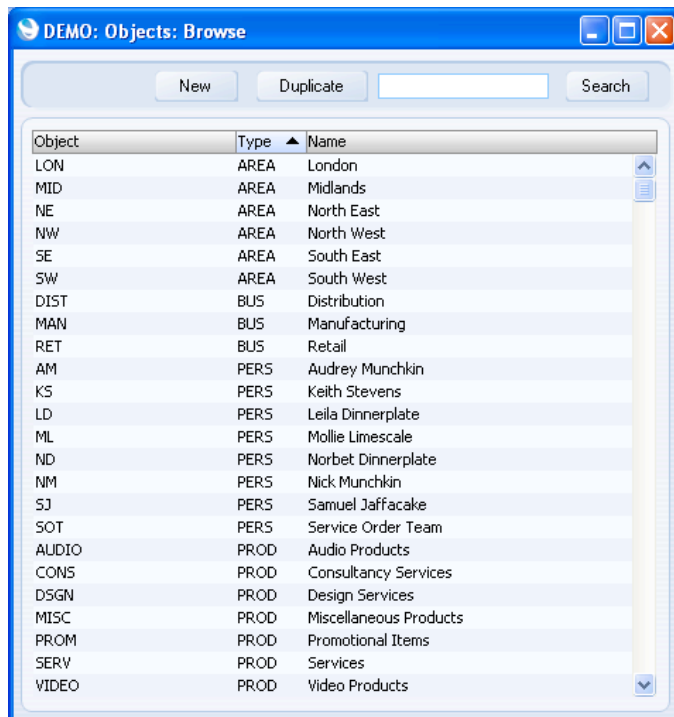 DEMO: Objects: Browse
New Duplicate Search
Object Type Name
LON AREA London
MID AREA Midlands
NE AREA North East
NW AREA North West
SE AREA South East
SW AREA South West
DIST BUS Distribution
MAN BUS Manufacturing
RET BUS Retail
AM PERS Audrey Munchkin
KS PERS Keith Stevens
LD PERS Leila Dinnerplate
ML PERS Mollie Limescale
ND PERS Norbet Dinnerplate
NM PERS Nick Munchkin
SJ PERS Samuel Jaffacake
SOT PERS Service Order Team
AUDIO PROD Audio Products
CONS PROD Consultancy Services
DSGN PROD Design Services
MISC PROD Miscellaneous Products
PROM PROD Promotional Items
SERV PROD Services
VIDEO PROD Video Products